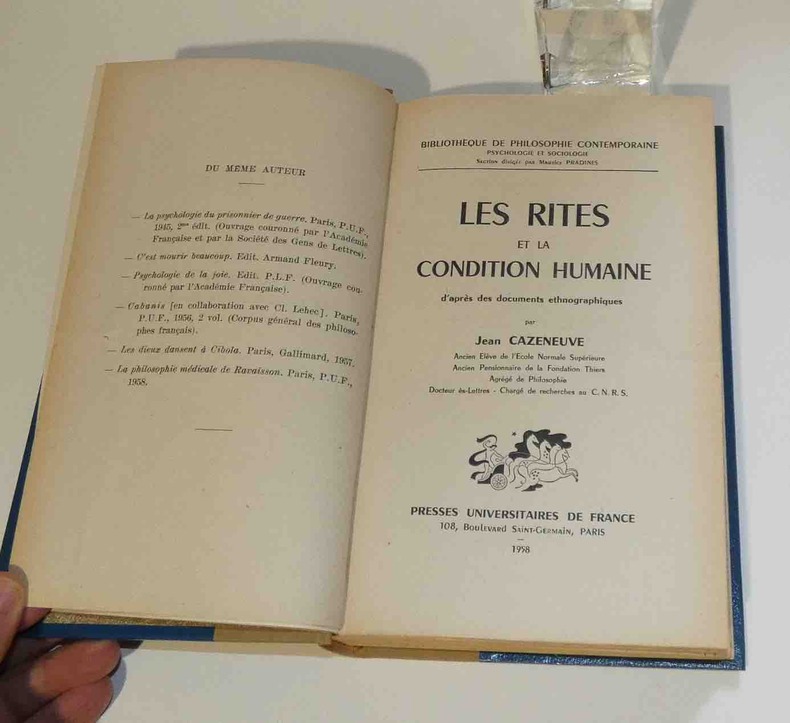 DU MÊME AUTEUR
— La psychologie du prisonnier de guerre. Paris, P.U.F.,
1945, 2me édit. (Ouvrage couronné par l'Académie
Française et par la Société des Gens de Lettres).
— C'est mourir beaucoup. Edit. Armand Fleury.
— Psychologie de la joie. Edit. P.L.F. (Ouvrage cou-
ronné par l'Académie Française).
— Cabanis [en collaboration avec Cl. Lehec]. Paris,
P.U.F., 1956, 2 vol. (Corpus général des philoso-
phes français).
— Les dieux dansent à Cibola. Paris, Gallimard, 1957.
— La philosophie médicale de Ravaisson. Paris, P.U.F.,
1958.
BIBLIOTHÈQUE DE PHILOSOPHIE CONTEMPORAINE
PSYCHOLOGIE ET SOCIOLOGIE
Section dirigée par Maurice PRADINES
LES RITES
ET LA
CONDITION HUMAINE
d'après des documents ethnographiques
par
Jean CAZENEUVE
Ancien Elève de l'Ecole Normale Supérieure
Ancien Pensionnaire de la Fondation Thiers
Agrégé de Philosophie
Docteur ès-Lettres - Chargé de recherches au C. N. R. S.
PRESSES UNIVERSITAIRES DE FRANCE
108, Boulevard Saint-Germain, PARIS
1958